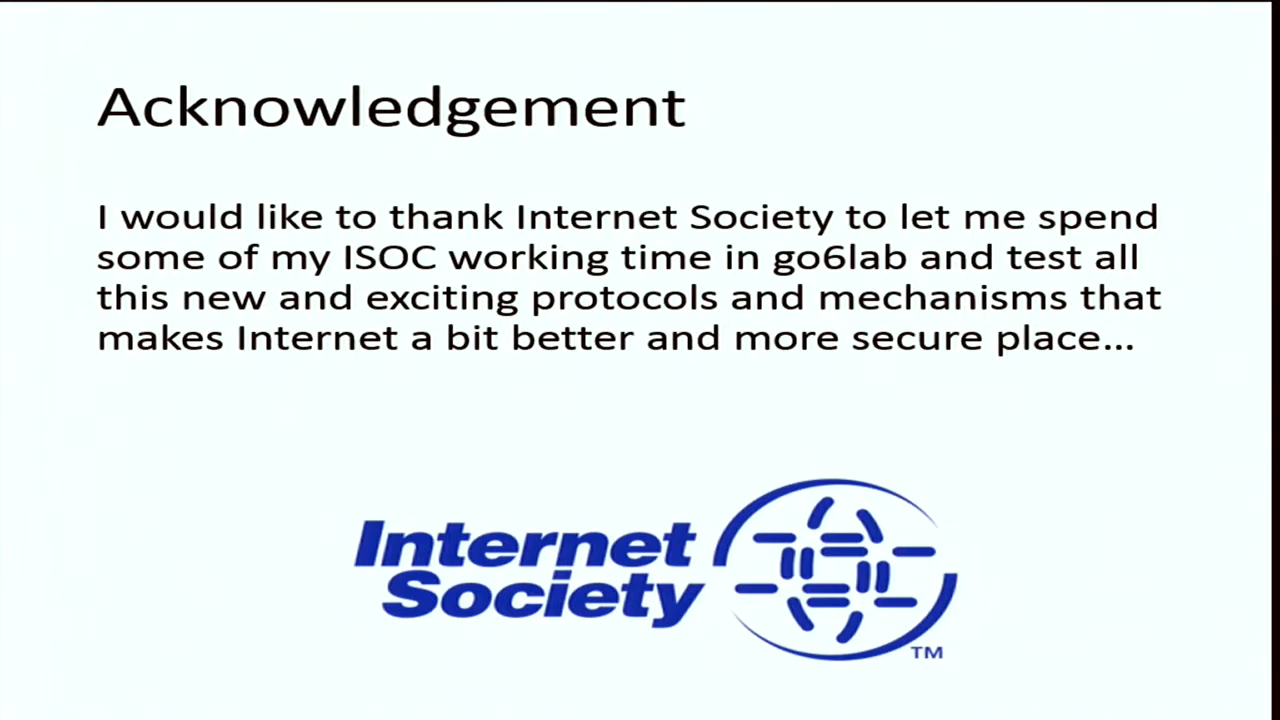 Acknowledgement
I would like to thank Internet Society to let me spend
some of my ISOC working time in go6lab and test all
this new and exciting protocols and mechanisms that
makes Internet a bit better and more secure place...
Internet
Society
TM